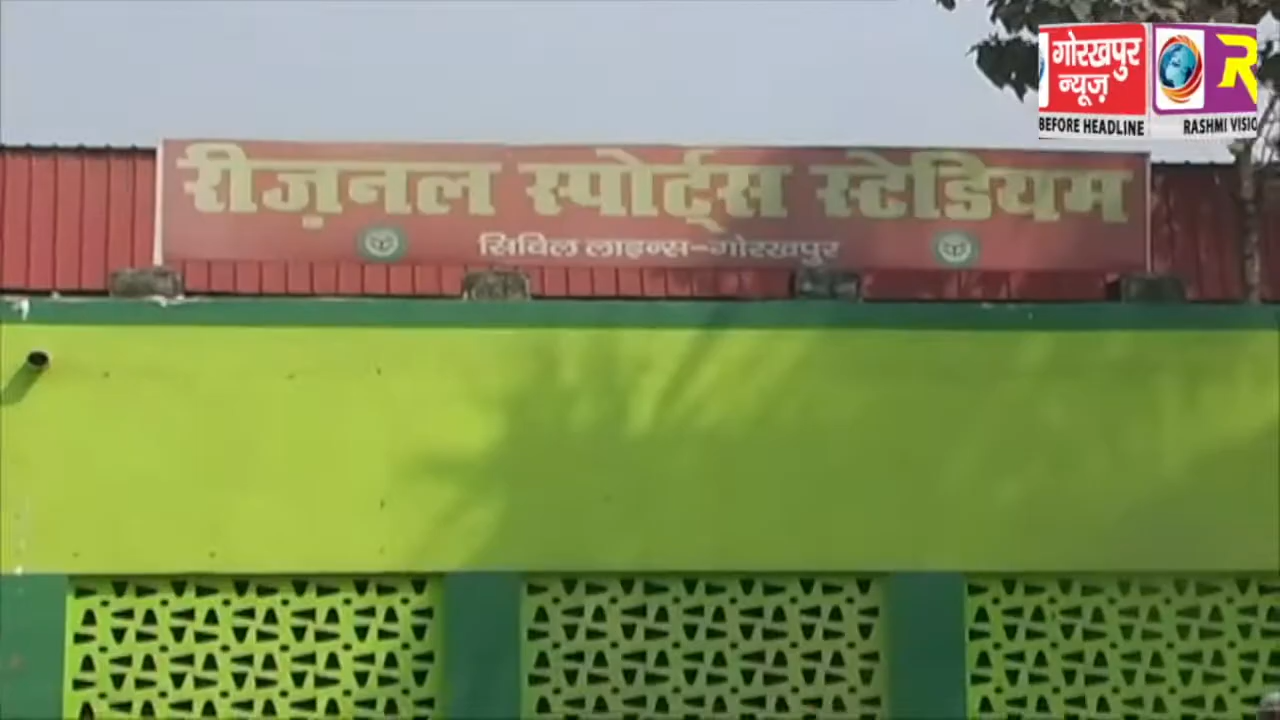 रीज़नल स्पोर्ट्स स्टेडियम
सिविल लाइन्स-गोरखपुर
गोरखपुर
न्यूज़
R
BEFORE HEADLINE
RASHMI VISIO